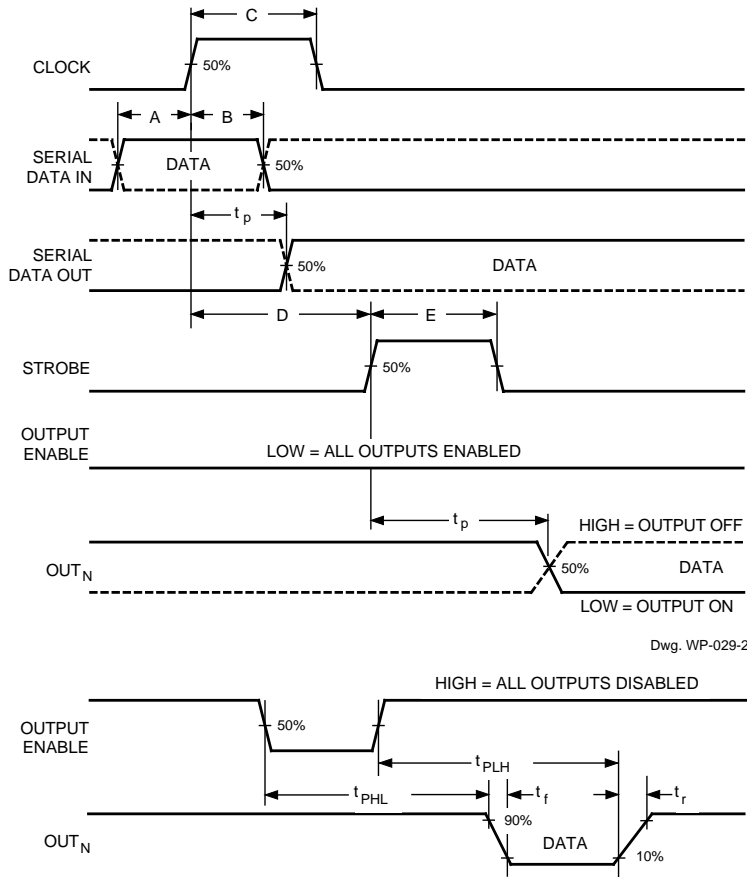 C
CLOCK
50%
A
B
SERIAL
DATA IN
DATA
50%
t p
SERIAL
DATA OUT
50%
DATA
D
E
STROBE
50%
OUTPUT
ENABLE
LOW = ALL OUTPUTS ENABLED
t p
HIGH = OUTPUT OFF
OUT N
50%
DATA
LOW = OUTPUT ON
Dwg. WP-029-2
HIGH = ALL OUTPUTS DISABLED
OUTPUT
ENABLE
50%
t PLH
t PHL
t f
t r
90%
OUT N
DATA
10%